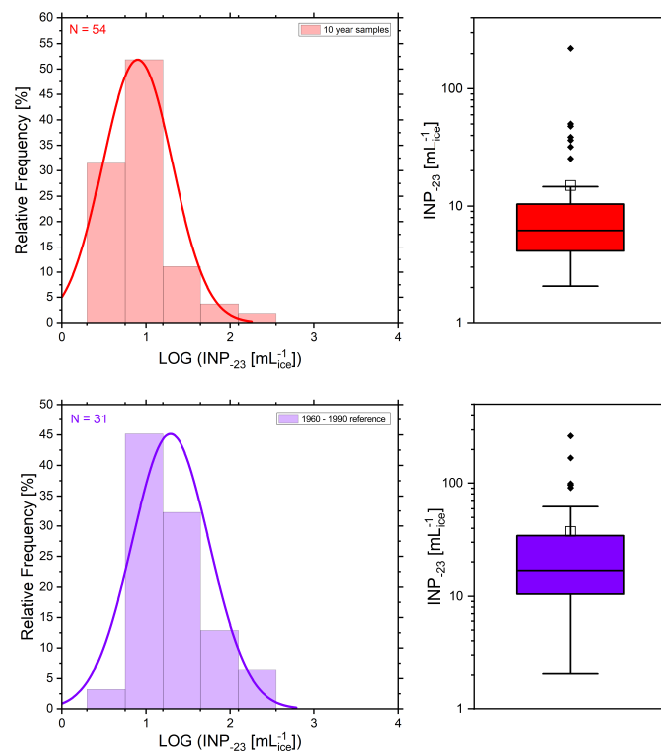 N = 54
10 year samples
60
55
50
45
40
35
30
25
20
15
10
5
0
Relative Frequency [%]
0 1 2 3 4
LOG (INP₋₂₃ [mL⁻¹ice])
100
10
1
INP₋₂₃ [mL⁻¹ice]
N = 31
1960 - 1990 reference
50
45
40
35
30
25
20
15
10
5
0
Relative Frequency [%]
0 1 2 3 4
LOG (INP₋₂₃ [mL⁻¹ice])
100
10
1
INP₋₂₃ [mL⁻¹ice]